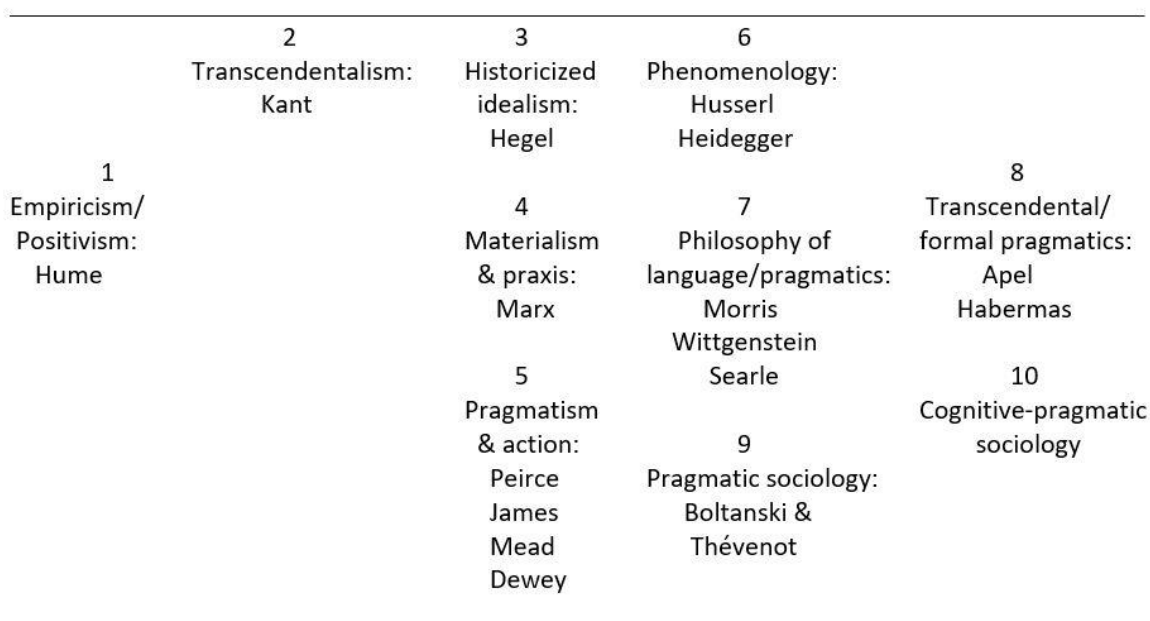 2 3 6
Transcendentalism: Historicized Phenomenology:
Kant idealism: Husserl
Hegel Heidegger
1 8
Empiricism/ 4 7 Transcendental/
Positivism: Materialism Philosophy of formal pragmatics:
Hume & praxis: language/pragmatics: Apel
Marx Morris Habermas
Wittgenstein
5 Searle 10
Pragmatism Cognitive-pragmatic
& action: 9 sociology
Peirce Pragmatic sociology:
James Boltanski &
Mead Thévenot
Dewey